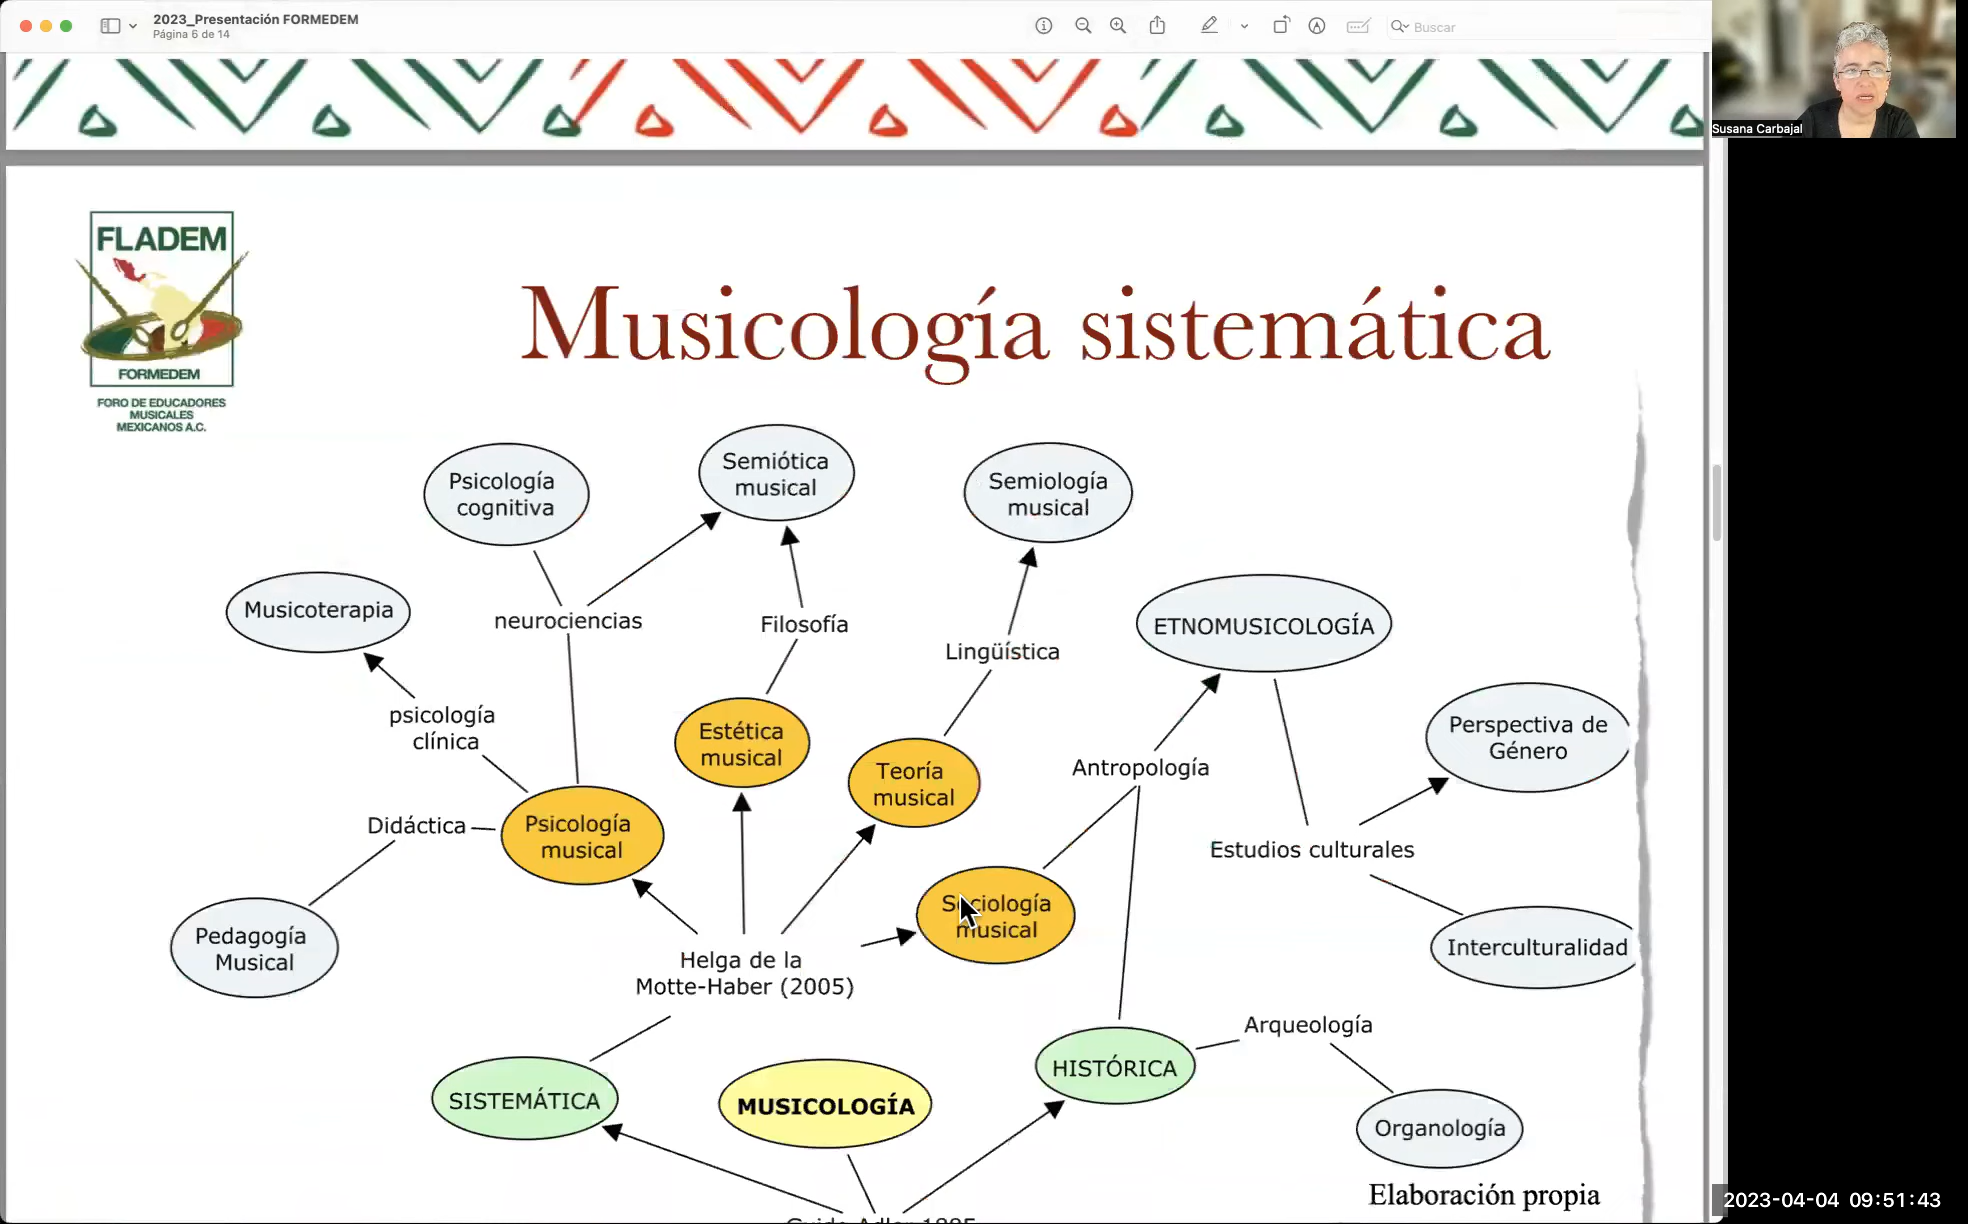 2023_Presentación FORMEDEM
Página 6 de 14
Buscar
Susana Carbajal
FLADEM
FORMEDEM
FORO DE EDUCADORES
MUSICALES
MEXICANOS A.C.
Musicología sistemática
Psicología
cognitiva
Semiótica
musical
Semiología
musical
Musicoterapia
neurociencias
Filosofía
Lingüística
ETNOMUSICOLOGÍA
psicología
clínica
Estética
musical
Teoría
musical
Antropología
Perspectiva de
Género
Didáctica
Psicología
musical
Estudios culturales
Sociología
musical
Pedagogía
Musical
Helga de la
Motte-Haber (2005)
Interculturalidad
Arqueología
SISTEMÁTICA
MUSICOLOGÍA
HISTÓRICA
Organología
Elaboración propia
2023-04-04 09:51:43